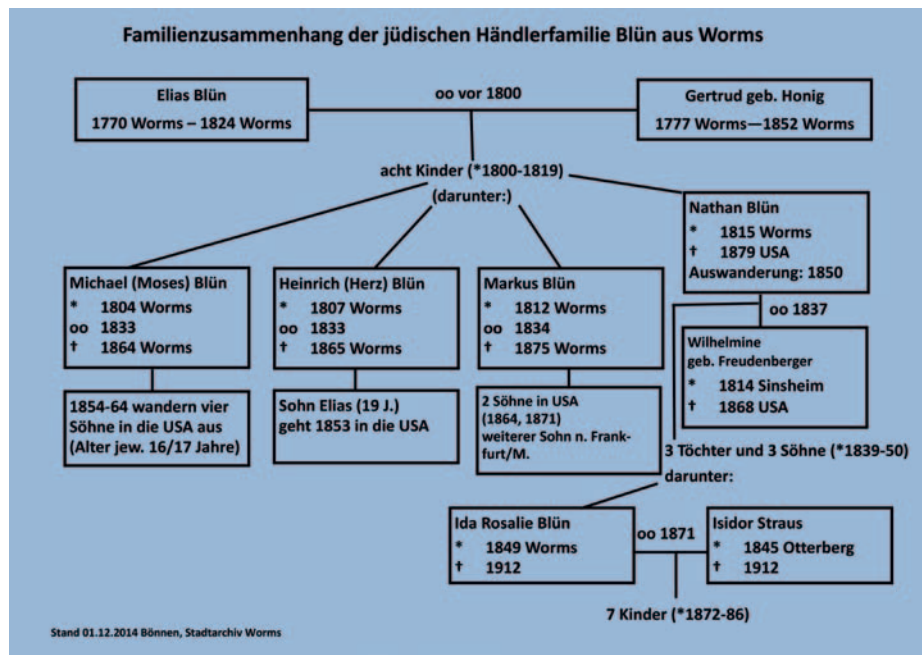 Familienzusammenhang der jüdischen Händlerfamilie Blün aus Worms
Elias Blün
1770 Worms – 1824 Worms
oo vor 1800
Gertrud geb. Honig
1777 Worms—1852 Worms
acht Kinder (*1800-1819)
(darunter:)
Nathan Blün
* 1815 Worms
† 1879 USA
Auswanderung: 1850
Michael (Moses) Blün
* 1804 Worms
oo 1833
† 1864 Worms
Heinrich (Herz) Blün
* 1807 Worms
oo 1833
† 1865 Worms
Markus Blün
* 1812 Worms
oo 1834
† 1875 Worms
oo 1837
Wilhelmine
geb. Freudenberger
* 1814 Sinsheim
† 1868 USA
1854-64 wandern vier
Söhne in die USA aus
(Alter jew. 16/17 Jahre)
Sohn Elias (19 J.)
geht 1853 in die USA
2 Söhne in USA
(1864, 1871)
weiterer Sohn n. Frank-
furt/M.
3 Töchter und 3 Söhne (*1839-50)
darunter:
Ida Rosalie Blün
* 1849 Worms
† 1912
oo 1871
Isidor Straus
* 1845 Otterberg
† 1912
7 Kinder (*1872-86)
Stand 01.12.2014 Bönnen, Stadtarchiv Worms